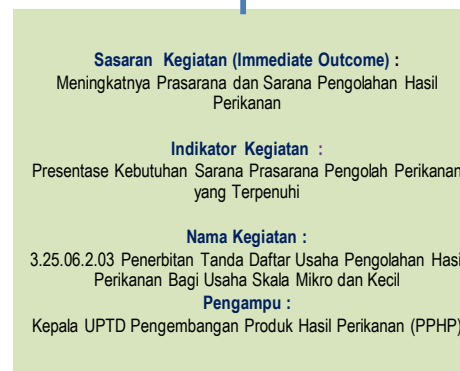 Sasaran Kegiatan (Immediate Outcome) :
Meningkatnya Prasarana dan Sarana Pengolahan Hasil
Perikanan
Indikator Kegiatan :
Presentase Kebutuhan Sarana Prasarana Pengolah Perikanan
yang Terpenuhi
Nama Kegiatan :
3.25.06.2.03 Penerbitan Tanda Daftar Usaha Pengolahan Hasi
Perikanan Bagi Usaha Skala Mikro dan Kecil
Pengampu :
Kepala UPTD Pengembangan Produk Hasil Perikanan (PPHP)